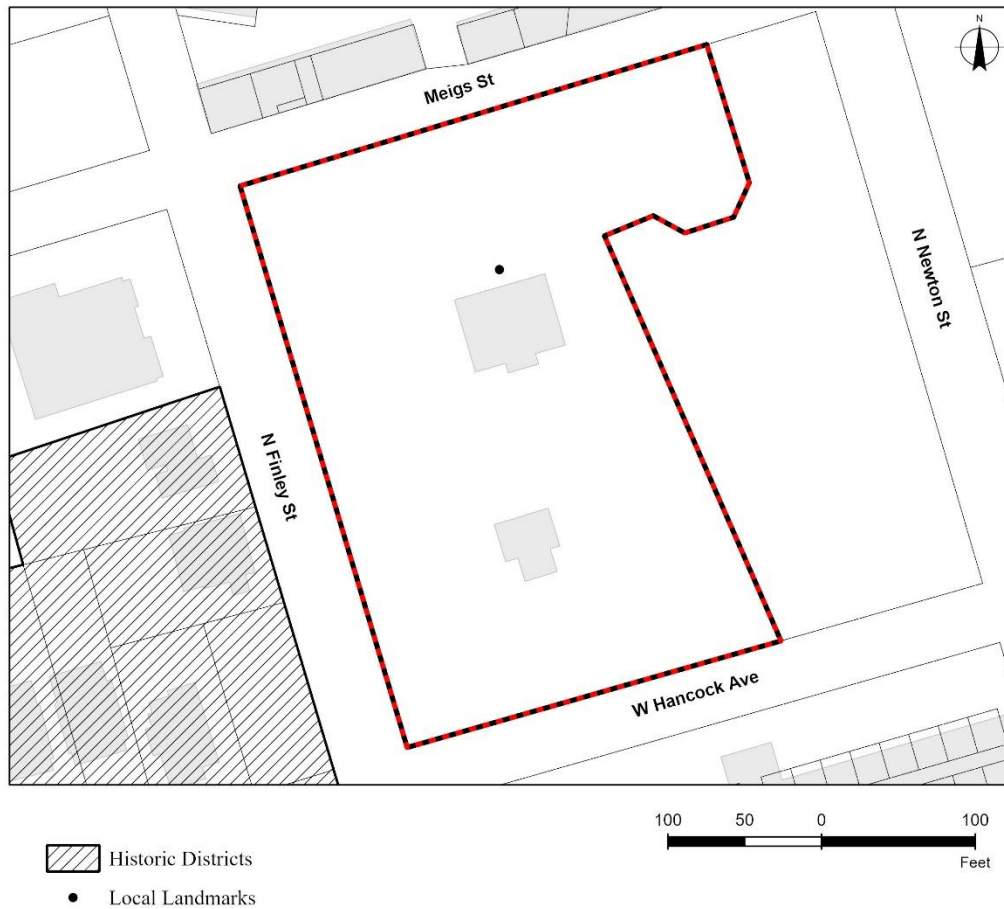 N
Meigs St
N Newton St
N Finley St
W Hancock Ave
100 50 0 100
Feet
Historic Districts
Local Landmarks